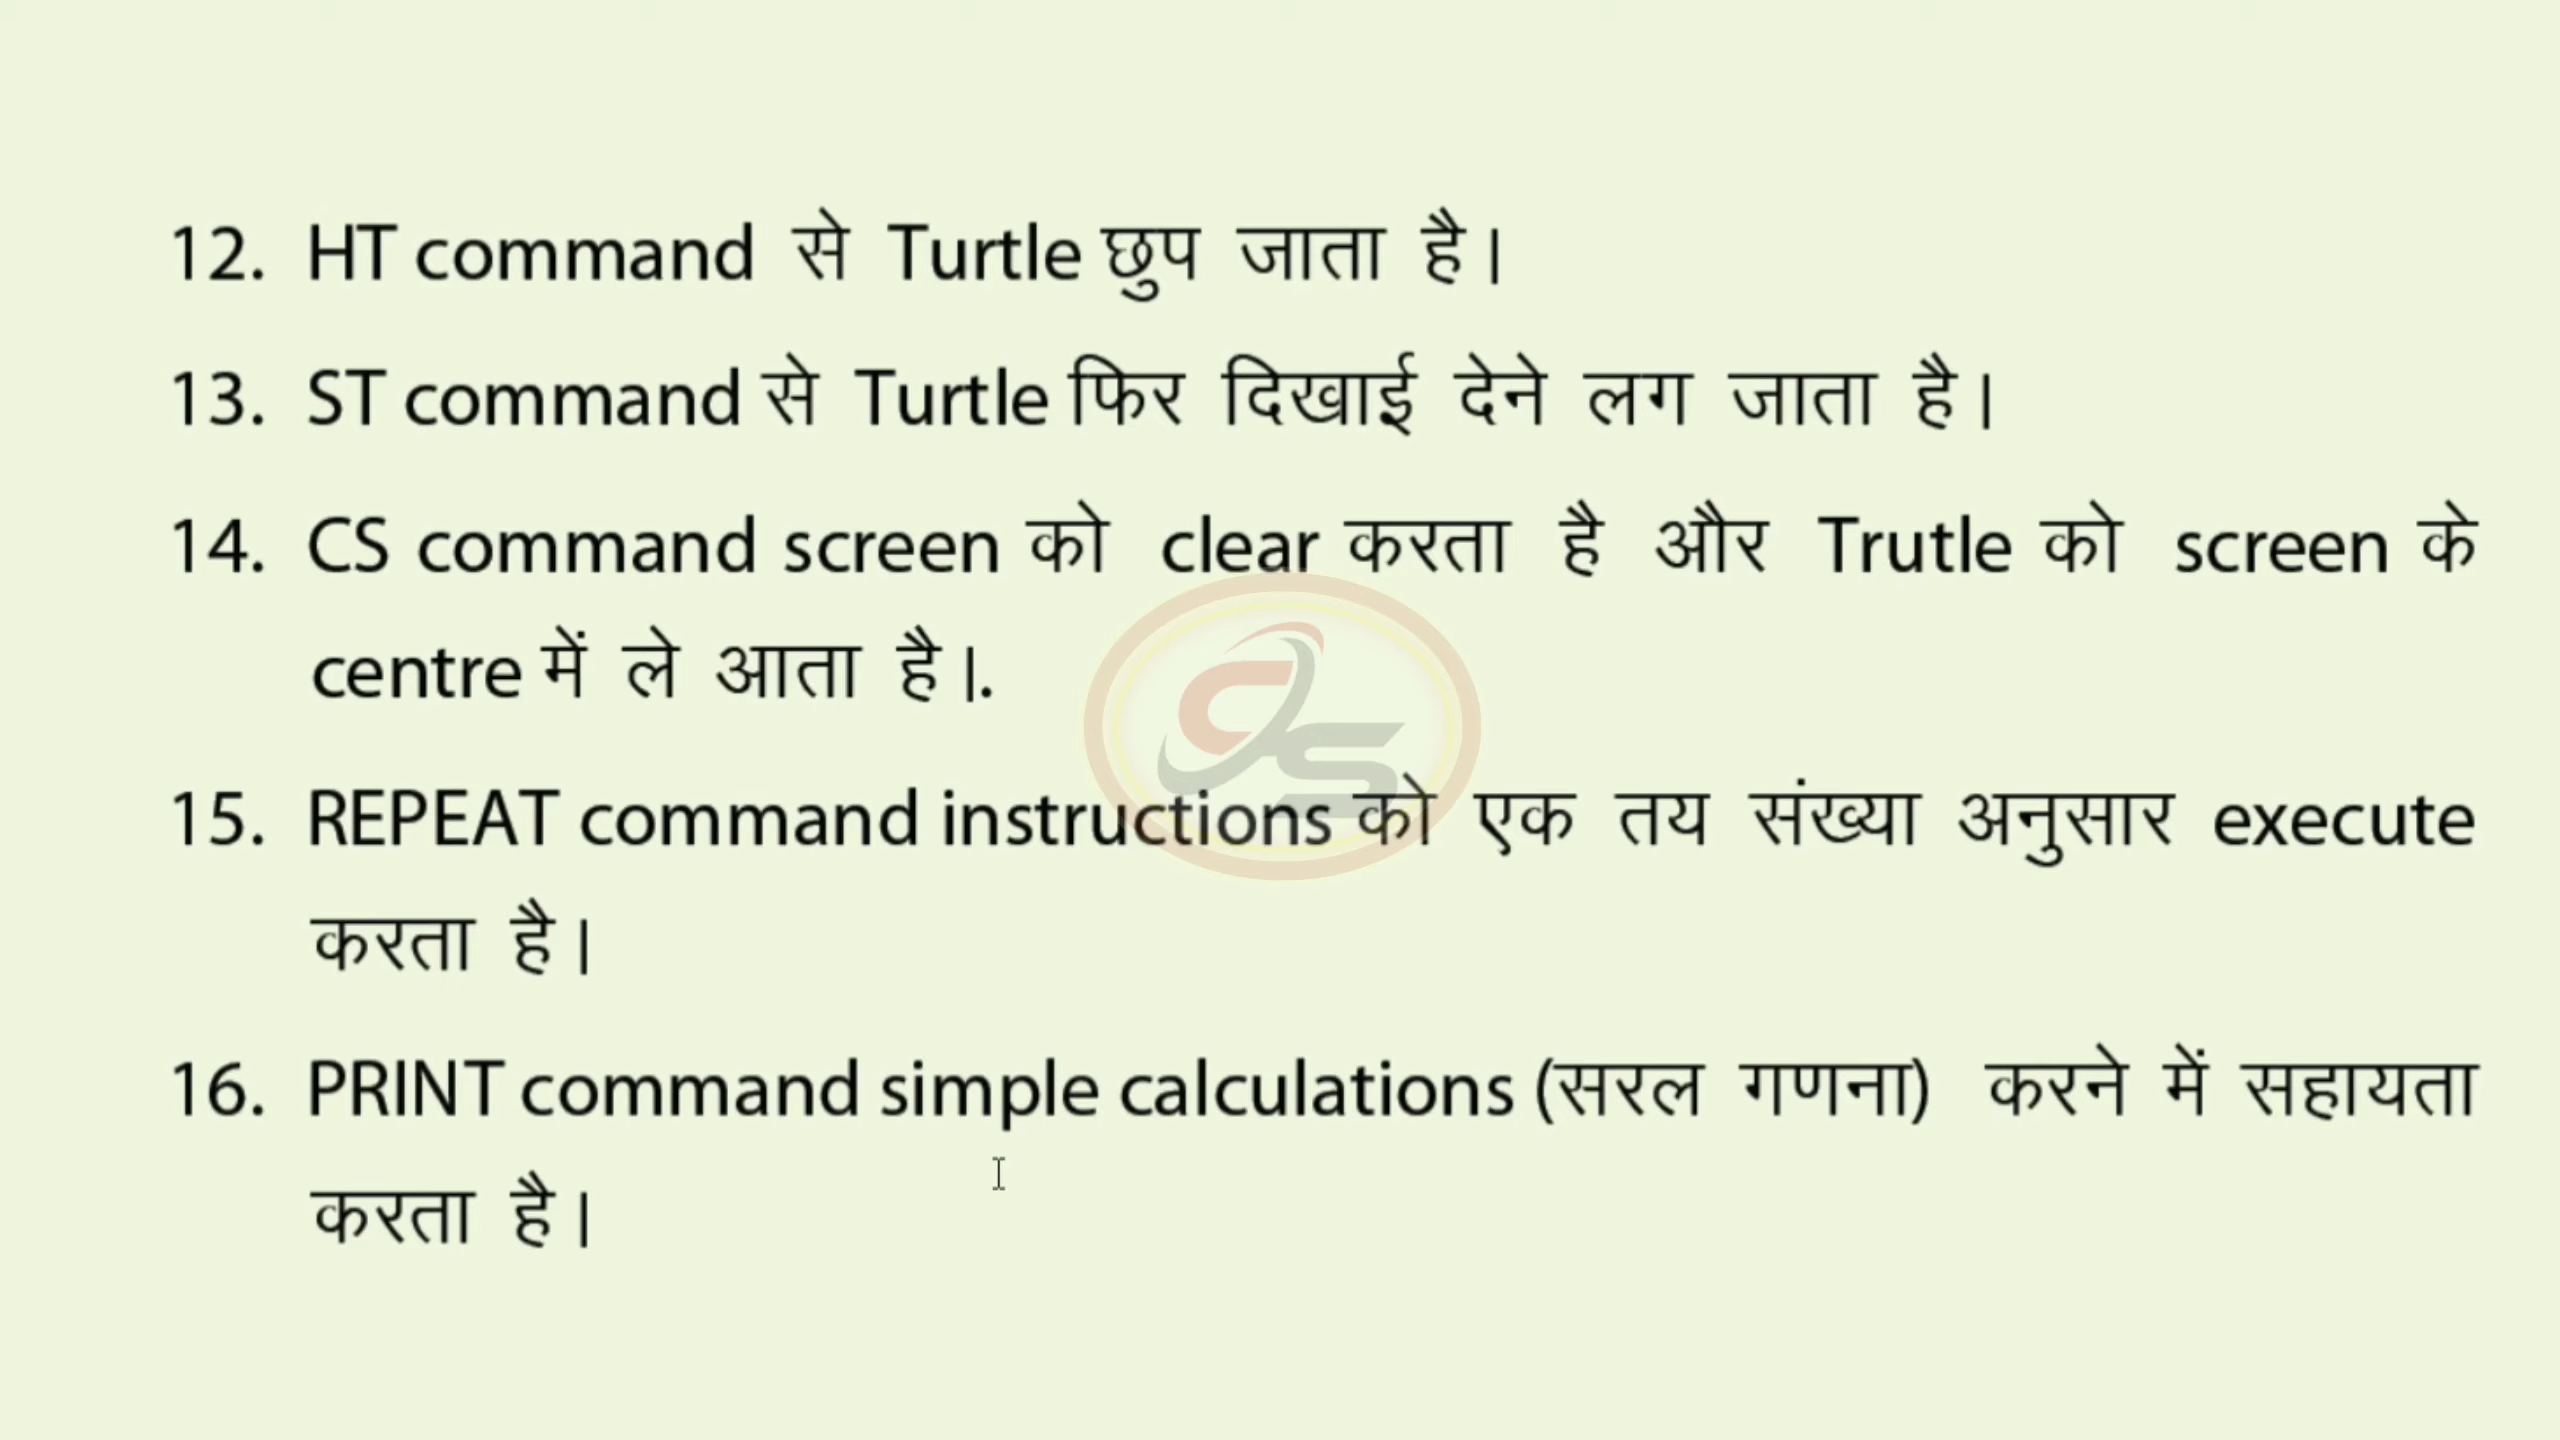 12. HT command से Turtle छुप जाता है।
13. ST command से Turtle फिर दिखाई देने लग जाता है।
14. CS command screen को clear करता है और Trutle को screen के
centre में ले आता है।.
15. REPEAT command instructions को एक तय संख्या अनुसार execute
करता है।
16. PRINT command simple calculations (सरल गणना) करने में सहायता
करता है।